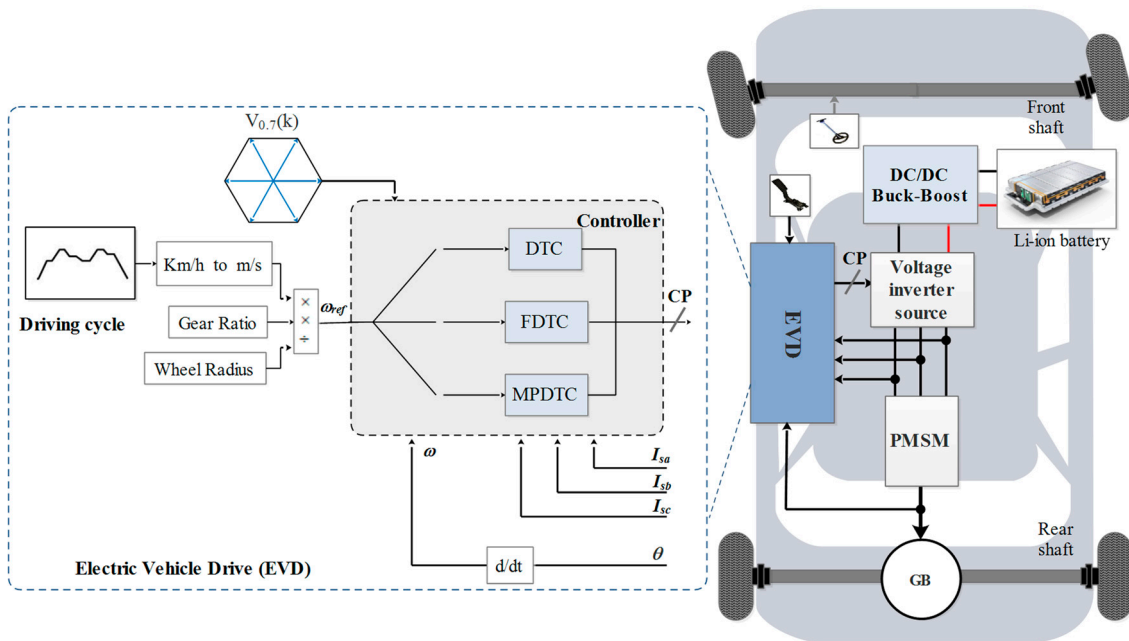 V0.7(k)
Controller
Driving cycle
Km/h to m/s
Gear Ratio
Wheel Radius
×
×
÷
ωref
DTC
FDTC
MPDTC
CP
ω
Isa
Isb
Isc
θ
d/dt
Electric Vehicle Drive (EVD)
Front
shaft
DC/DC
Buck-Boost
Li-ion battery
EVD
CP
Voltage
inverter
source
PMSM
Rear
shaft
GB